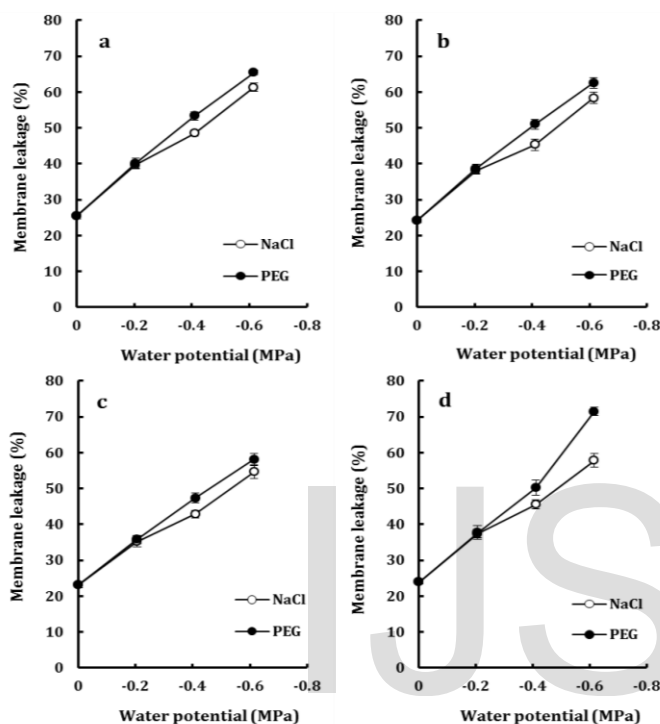 a
80
70
60
50
40
30
20
10
0
Membrane leakage (%)
NaCl
PEG
0 -0.2 -0.4 -0.6 -0.8
Water potential (MPa)
b
80
70
60
50
40
30
20
10
0
Membrane leakage (%)
NaCl
PEG
0 -0.2 -0.4 -0.6 -0.8
Water potential (MPa)
c
80
70
60
50
40
30
20
10
0
Membrane leakage (%)
NaCl
PEG
0 -0.2 -0.4 -0.6 -0.8
Water potential (MPa)
d
80
70
60
50
40
30
20
10
0
Membrane leakage (%)
NaCl
PEG
0 -0.2 -0.4 -0.6 -0.8
Water potential (MPa)
IJS